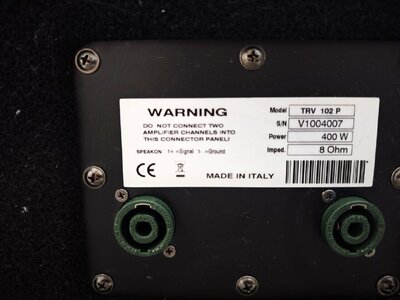 WARNING
DO NOT CONNECT TWO
AMPLIFIER CHANNELS INTO
THIS CONNECTOR PANEL!
SPEAKON 1+ =Signal 1- =Ground
CE
Model TRV 102 P
S/N V1004007
Power 400 W
Imped. 8 Ohm
MADE IN ITALY